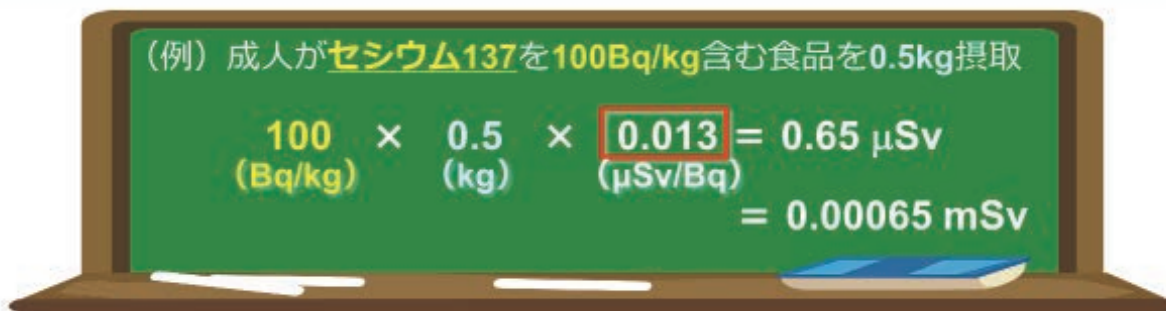 （例）成人がセシウム137を100Bq/kg含む食品を0.5kg摂取
100 × 0.5 × 0.013 = 0.65 μSv
(Bq/kg) (kg) (μSv/Bq)
= 0.00065 mSv